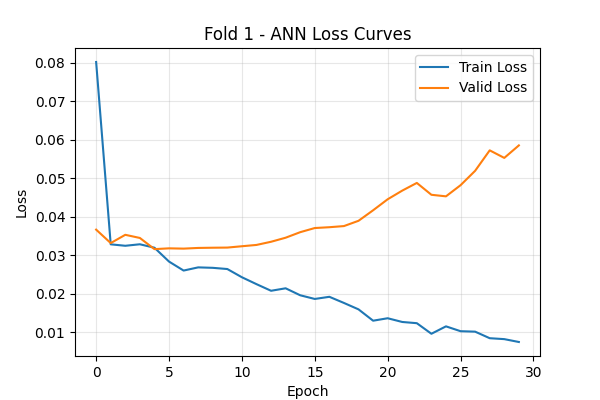 Fold 1 - ANN Loss Curves
Train Loss
Valid Loss
0.08
0.07
0.06
0.05
0.04
0.03
0.02
0.01
Loss
0 5 10 15 20 25 30
Epoch